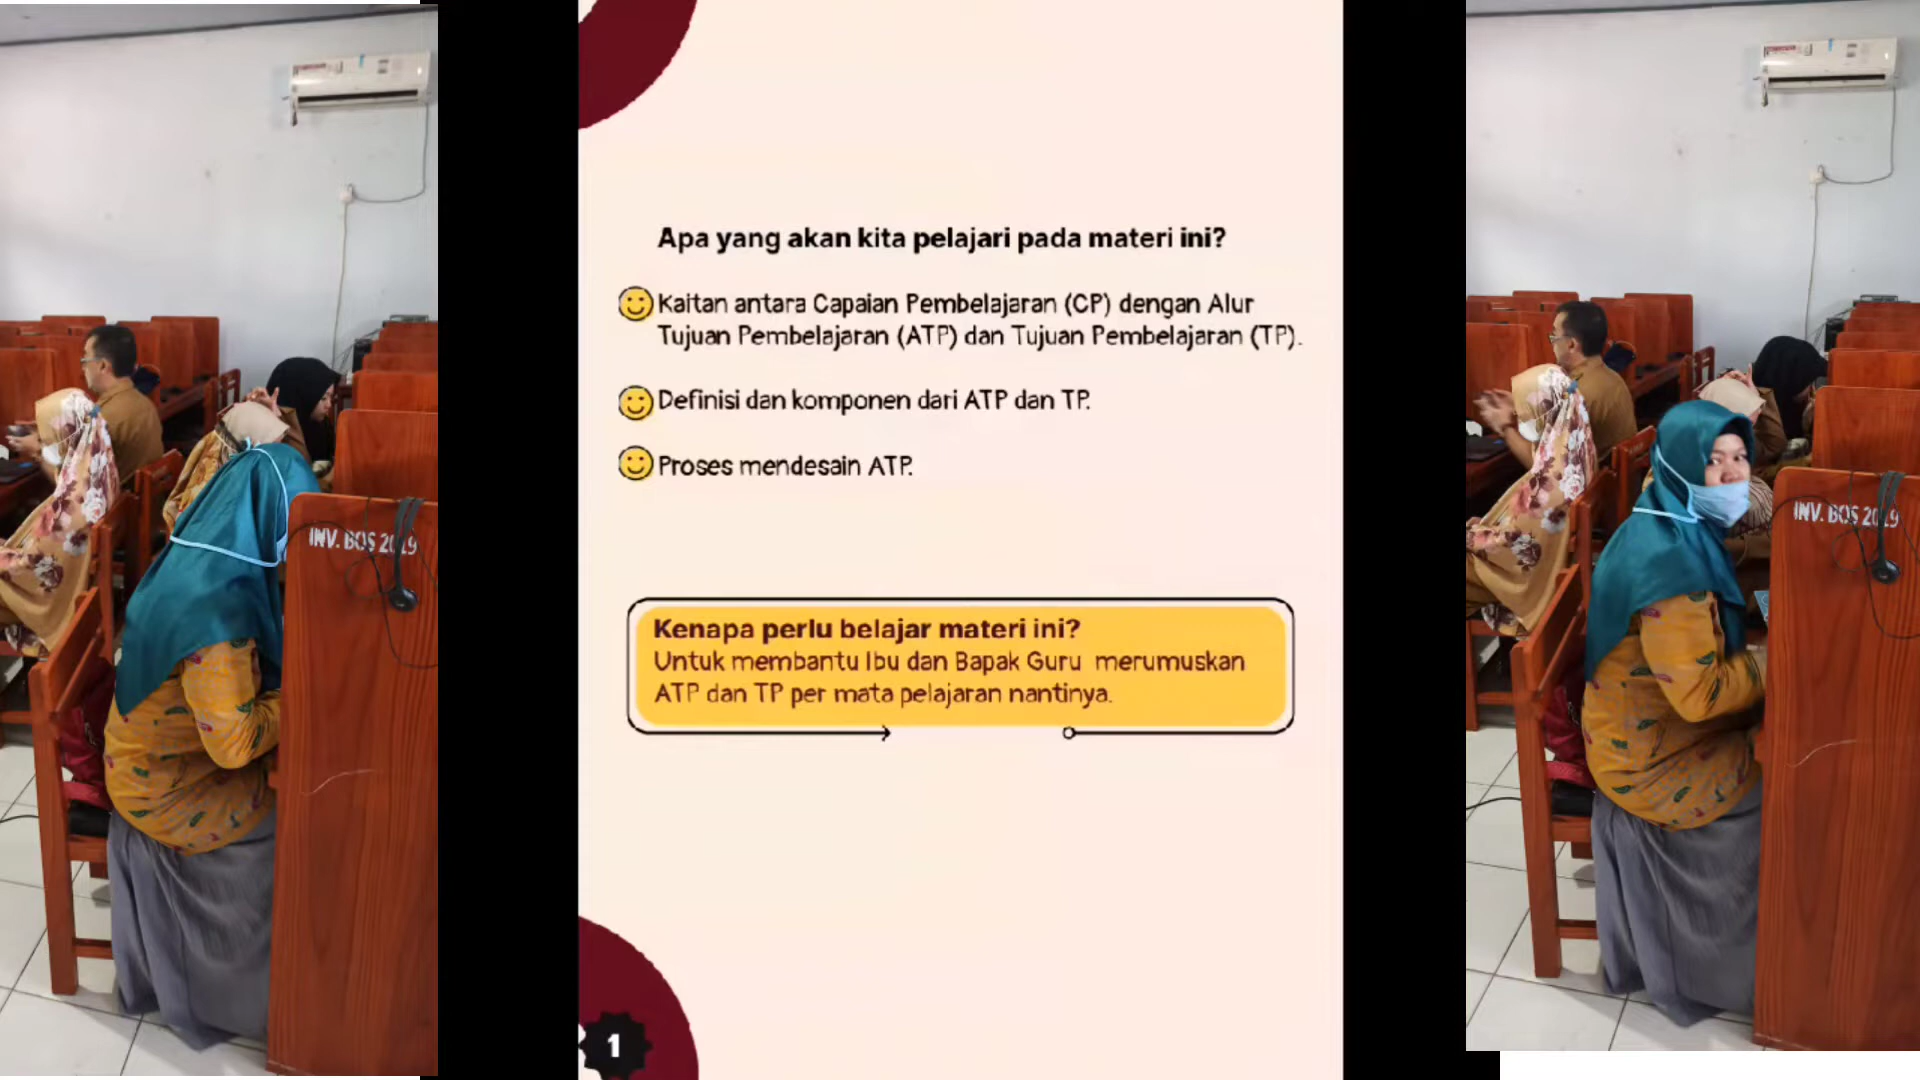 Apa yang akan kita pelajari pada materi ini?
Kaitan antara Capaian Pembelajaran (CP) dengan Alur
Tujuan Pembelajaran (ATP) dan Tujuan Pembelajaran (TP).
Definisi dan komponen dari ATP dan TP.
Proses mendesain ATP.
Kenapa perlu belajar materi ini?
Untuk membantu Ibu dan Bapak Guru merumuskan
ATP dan TP per mata pelajaran nantinya.
1
INV. BOS 2019
INV. BOS 2019